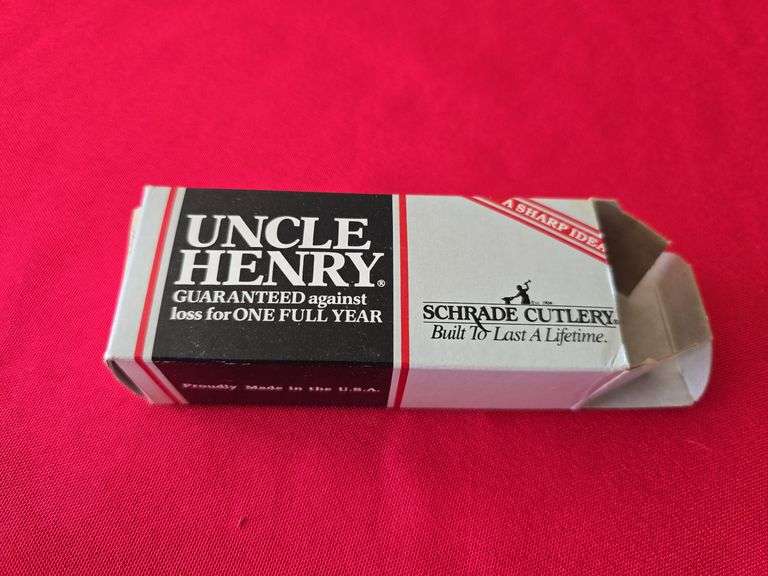 UNCLE
HENRY®
GUARANTEED against
loss for ONE FULL YEAR
Proudly Made in the U.S.A.
A SHARP IDEA
SCHRADE CUTLERY
Built To Last A Lifetime.